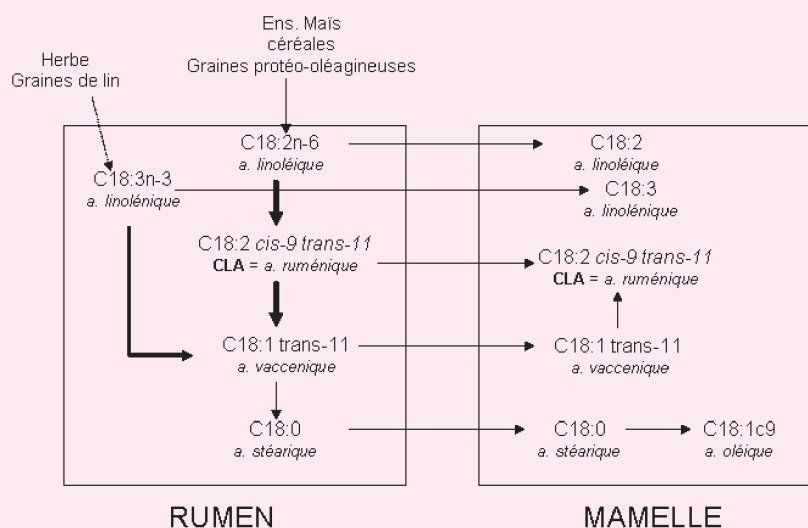 Ens. Maïs
céréales
Graines protéo-oléagineuses
Herbe
Graines de lin
C18:2n-6
a. linoléique
C18:3n-3
a. linolénique
C18:2 cis-9 trans-11
CLA = a. ruménique
C18:1 trans-11
a. vaccenique
C18:0
a. stéarique
RUMEN
C18:2
a. linoléique
C18:3
a. linolénique
C18:2 cis-9 trans-11
CLA = a. ruménique
C18:1 trans-11
a. vaccenique
C18:0
a. stéarique
C18:1c9
a. oléique
MAMELLE